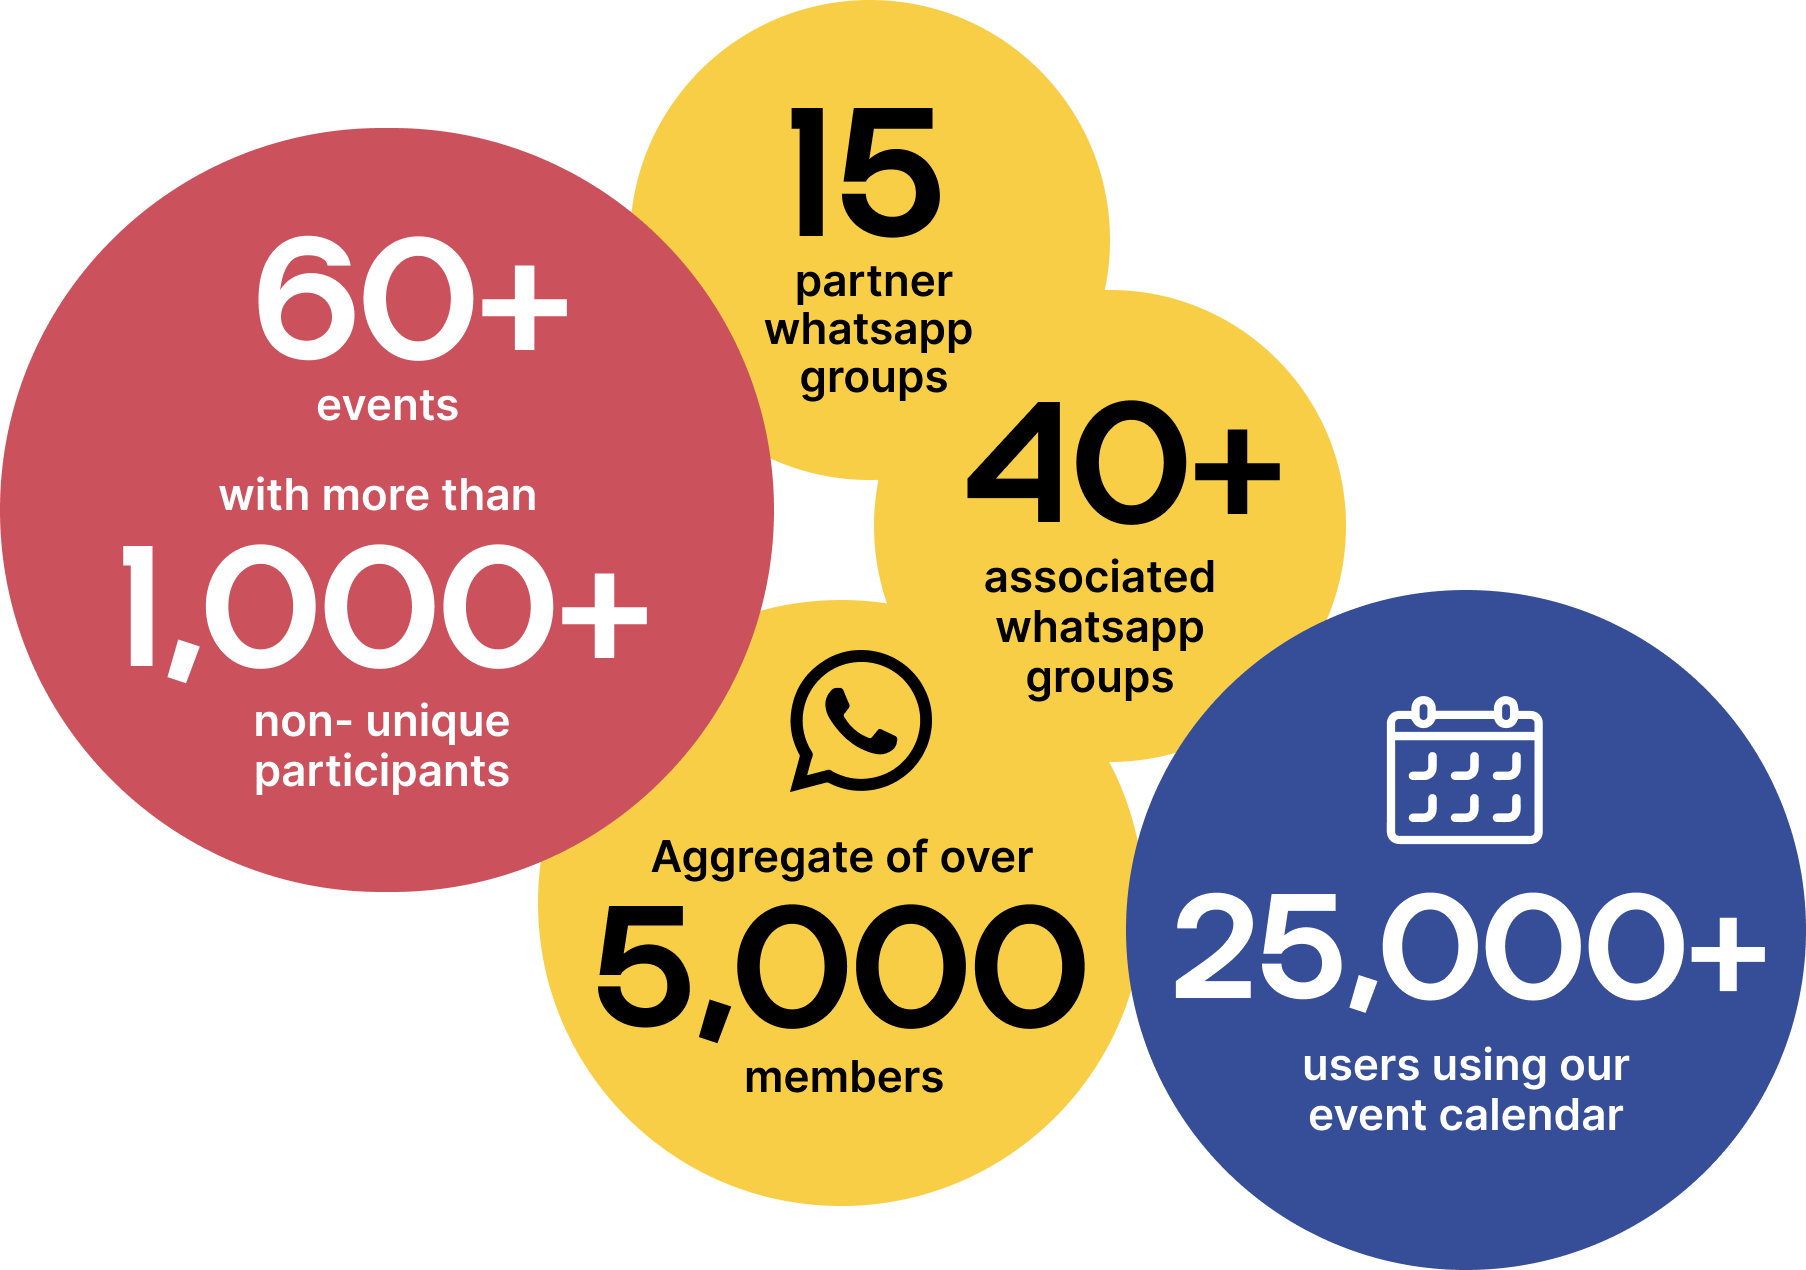 60+
events
with more than
1,000+
non- unique
participants
15
partner
whatsapp
groups
40+
associated
whatsapp
groups
Aggregate of over
5,000
members
25,000+
users using our
event calendar